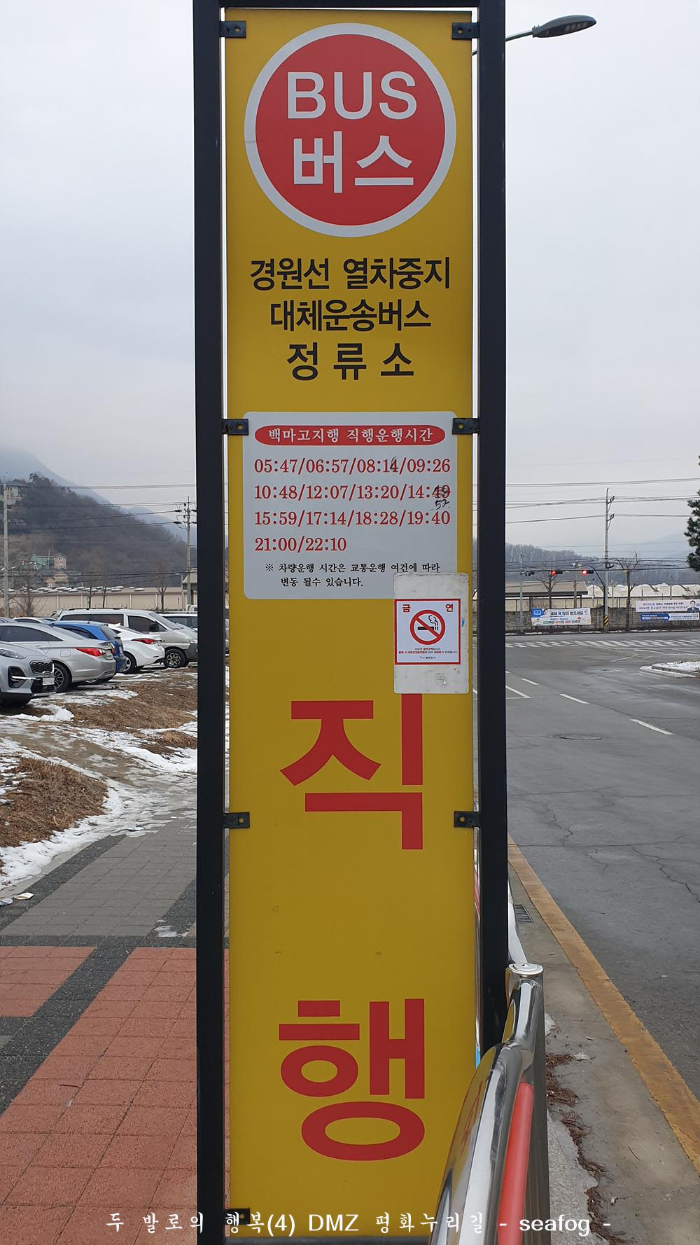 BUS
버스
경원선 열차중지
대체운송버스
정류소
백마고지행 직행운행시간
05:47/06:57/08:14/09:26
10:48/12:07/13:20/14:49
52
15:59/17:14/18:28/19:40
21:00/22:10
※ 차량운행 시간은 교통운행 여건에 따라
변동 될수 있습니다.
금 연
직
행
두 발로의 행복(4) DMZ 평화누리길 - seafog -